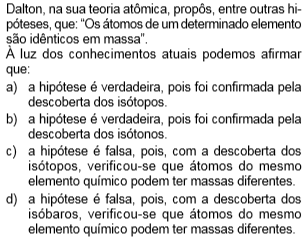 Dalton, na sua teoria atômica, propôs, entre outras hi-
póteses, que: "Os átomos de um determinado elemento
são idênticos em massa".
À luz dos conhecimentos atuais podemos afirmar
que:
a) a hipótese é verdadeira, pois foi confirmada pela
descoberta dos isótopos.
b) a hipótese é verdadeira, pois foi confirmada pela
descoberta dos isótonos.
c) a hipótese é falsa, pois, com a descoberta dos
isótopos, verificou-se que átomos do mesmo
elemento químico podem ter massas diferentes.
d) a hipótese é falsa, pois, com a descoberta dos
isóbaros, verificou-se que átomos do mesmo
elemento químico podem ter massas diferentes.